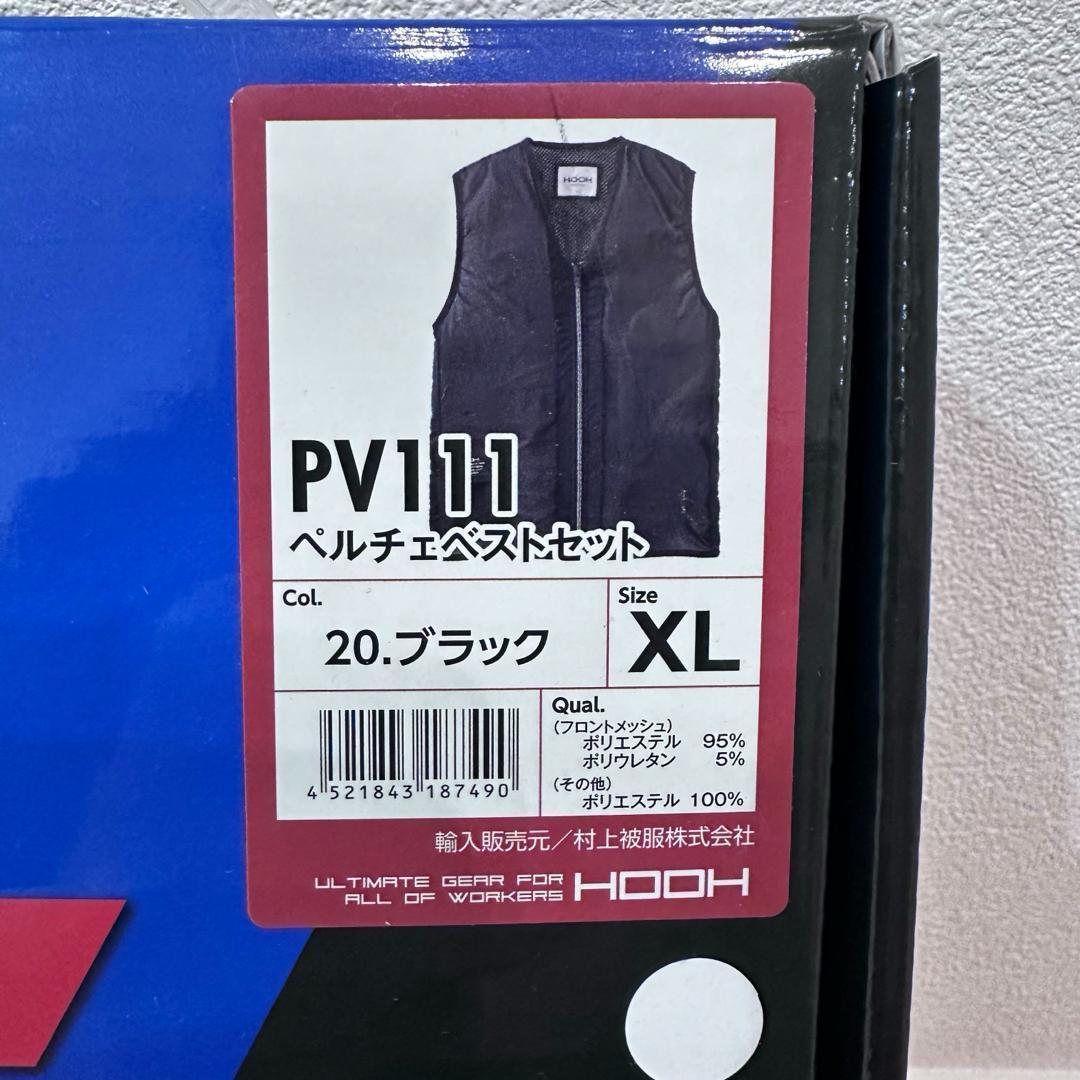 HOOH
PV111
ペルチェベストセット
Col.
20.ブラック
Size
XL
4 521843 187490
Qual.
(フロントメッシュ)
ポリエステル 95%
ポリウレタン 5%
(その他)
ポリエステル 100%
輸入販売元／村上被服株式会社
ULTIMATE GEAR FOR
ALL OF WORKERS
HOOH